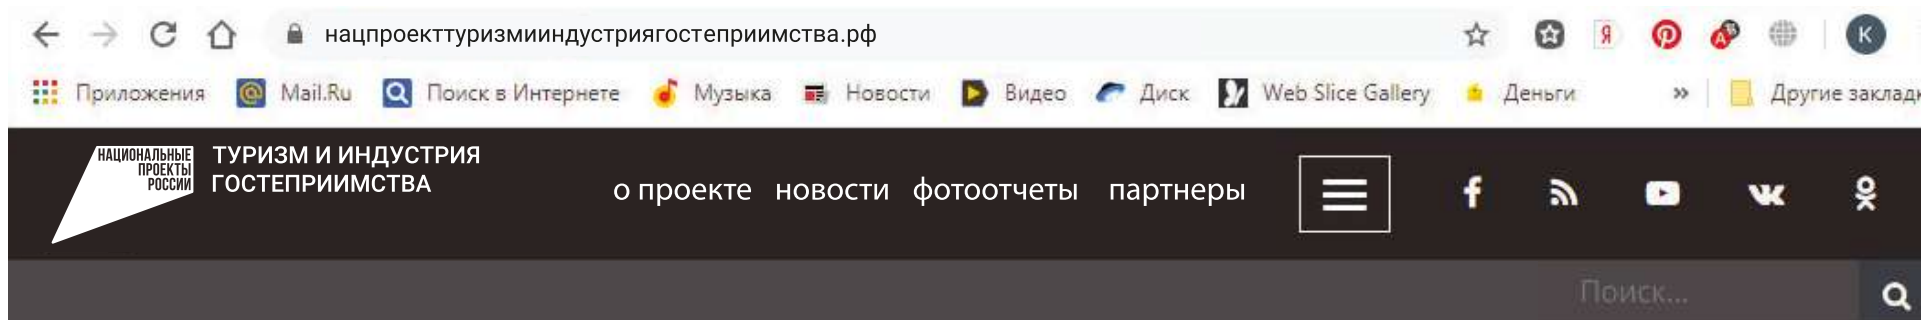 нацпроекттуризмииндустриягостеприимства.рф
Я
К
Приложения Mail.Ru Поиск в Интернете Музыка Новости Видео Диск Web Slice Gallery Деньги » Другие заклад
НАЦИОНАЛЬНЫЕ
ПРОЕКТЫ
РОССИИ
ТУРИЗМ И ИНДУСТРИЯ
ГОСТЕПРИИМСТВА
о проекте новости фотоотчеты партнеры
Поиск...